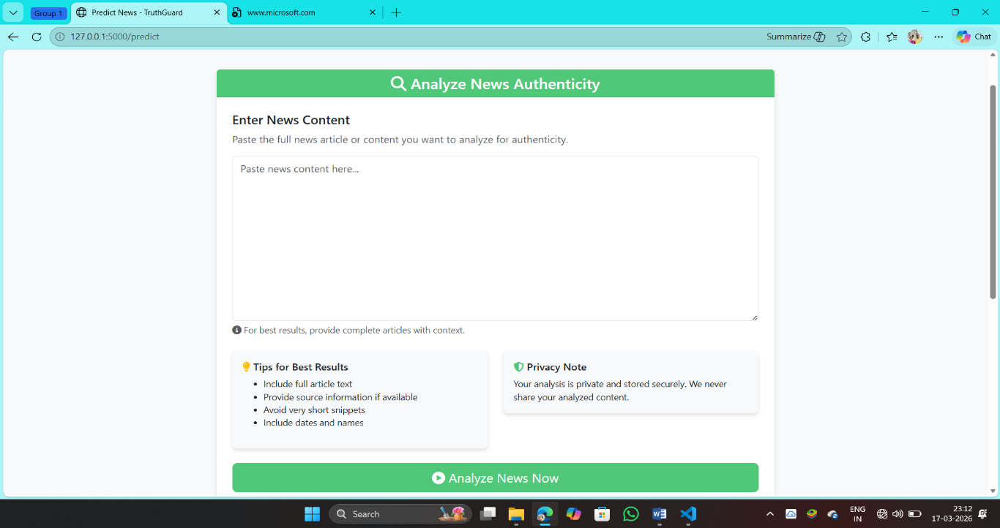 Group 1
Predict News - TruthGuard
www.microsoft.com
127.0.0.1:5000/predict
Summarize
Chat
Analyze News Authenticity
Enter News Content
Paste the full news article or content you want to analyze for authenticity.
Paste news content here...
For best results, provide complete articles with context.
Tips for Best Results
• Include full article text
• Provide source information if available
• Avoid very short snippets
• Include dates and names
Privacy Note
Your analysis is private and stored securely. We never
share your analyzed content.
Analyze News Now
Search
ENG
IN
23:12
17-03-2026